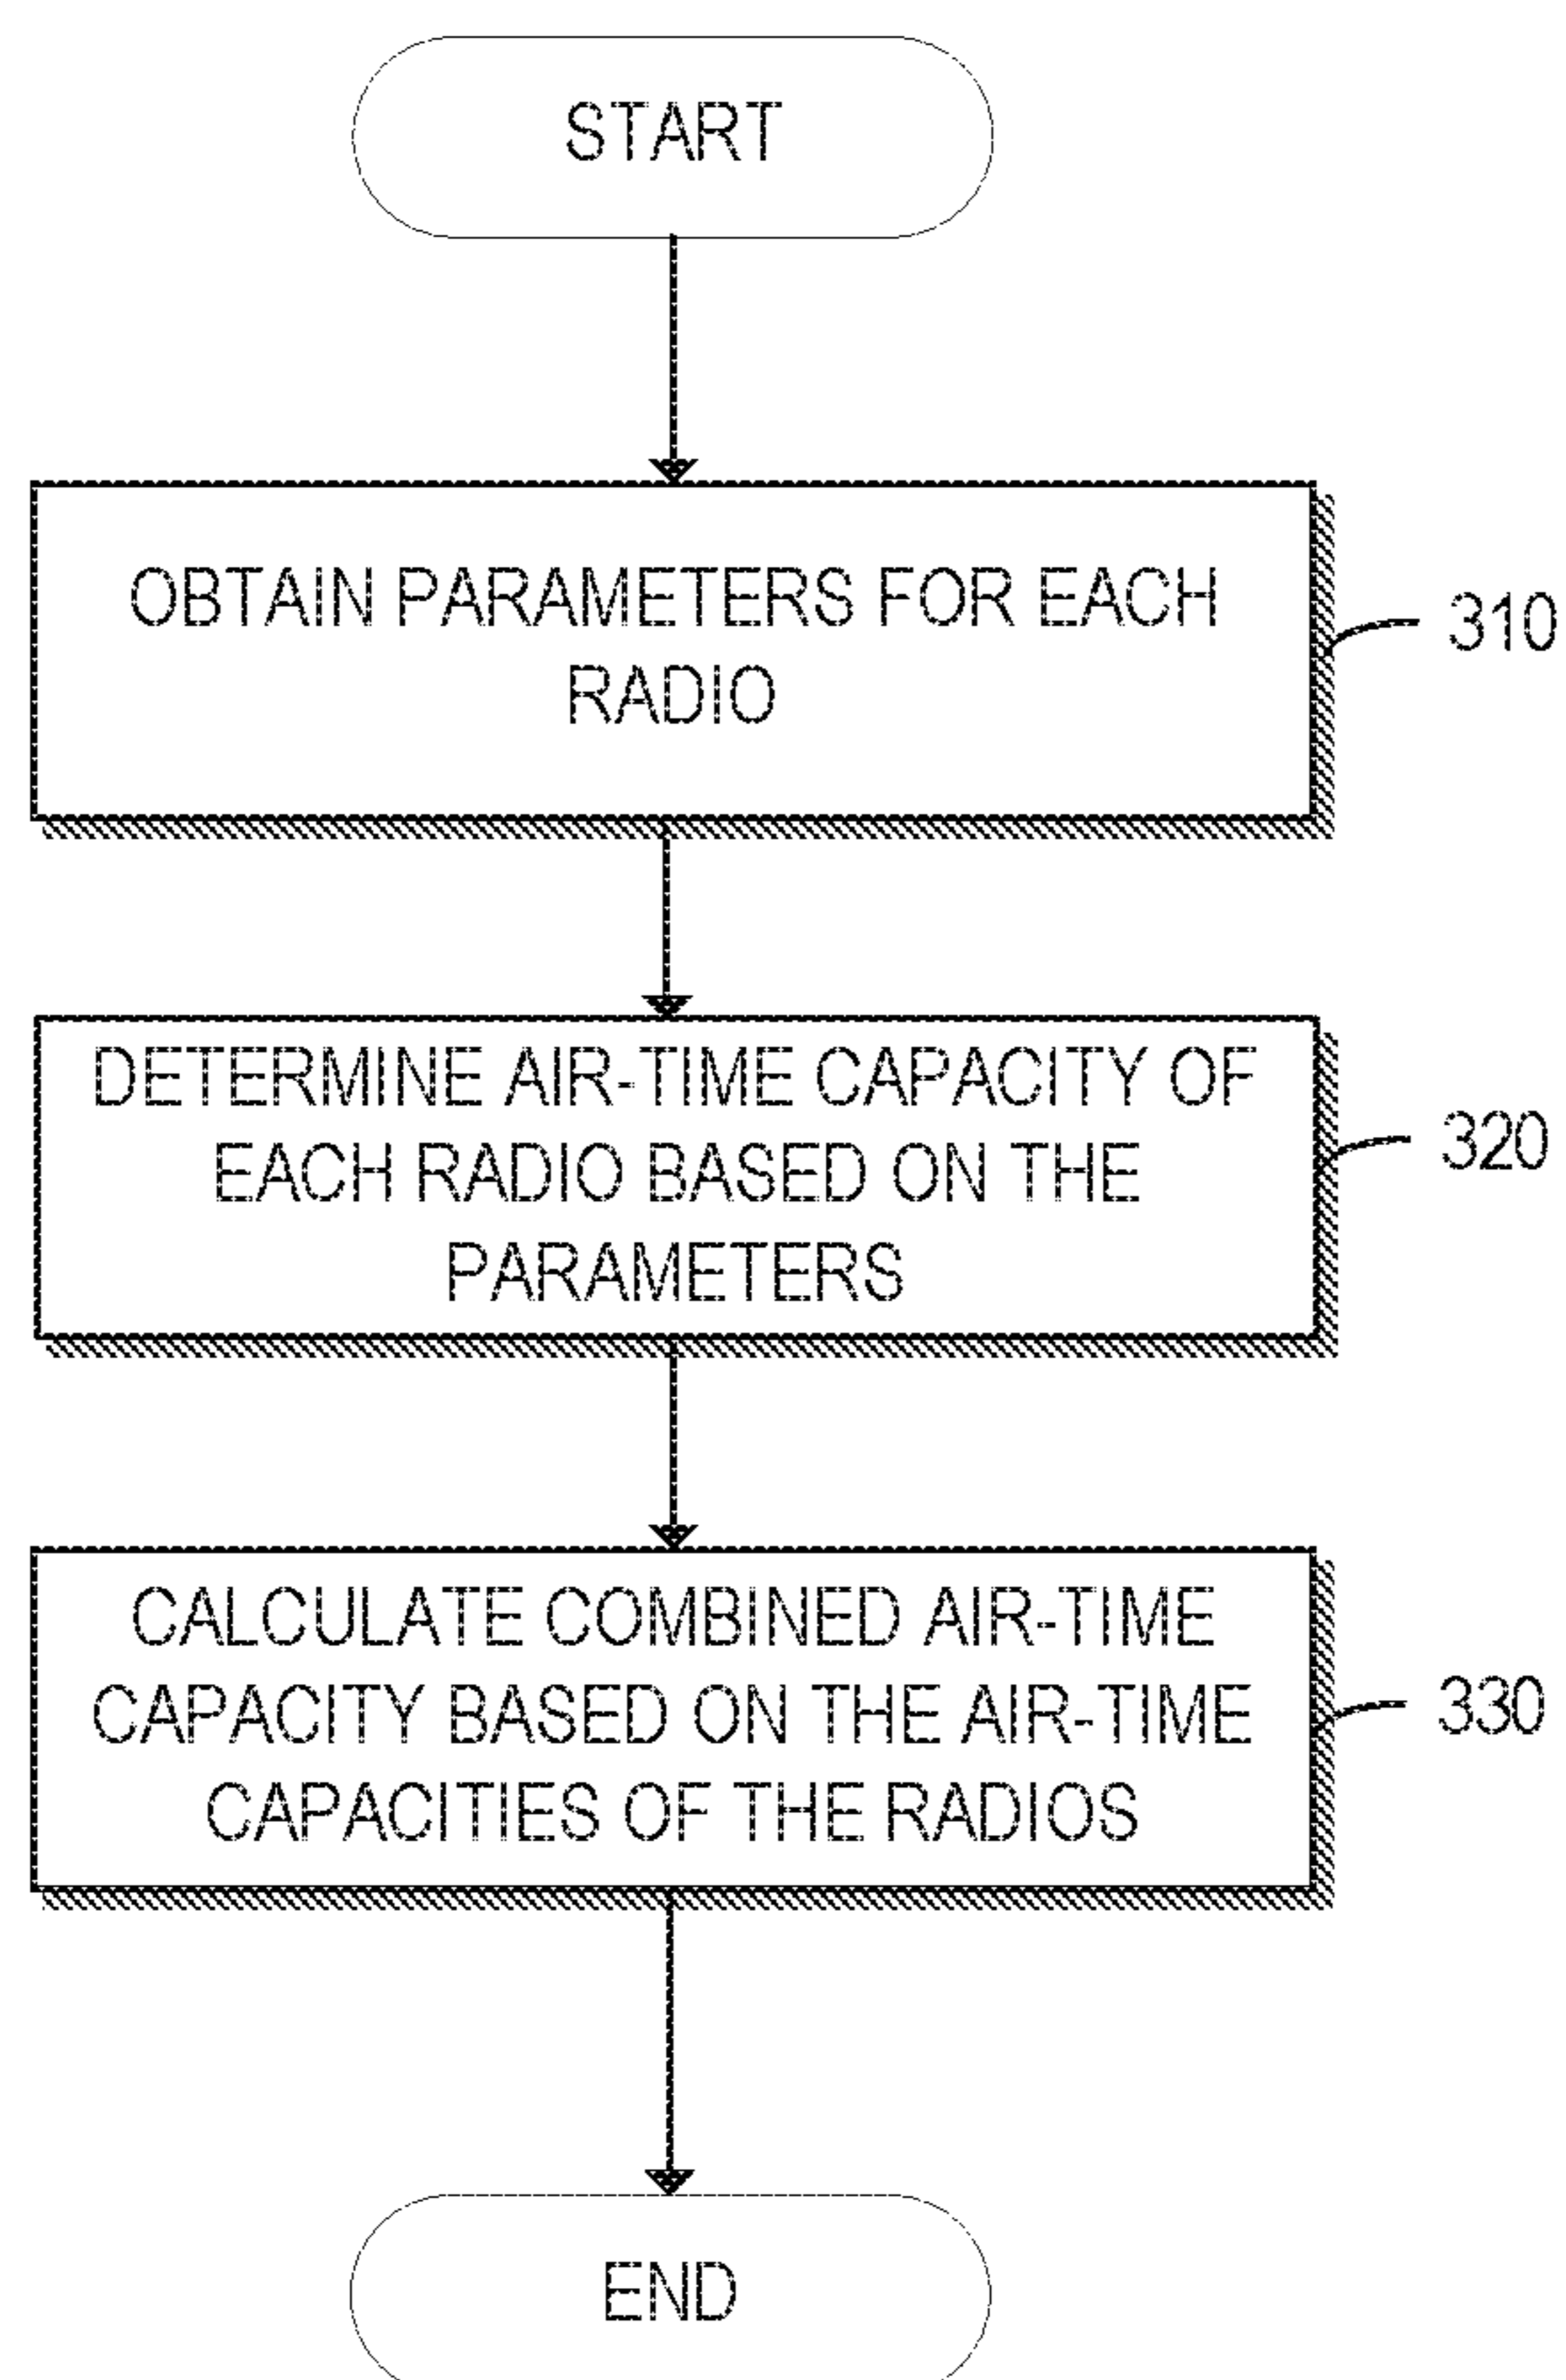 START
OBTAIN PARAMETERS FOR EACH
RADIO
310
DETERMINE AIR-TIME CAPACITY OF
EACH RADIO BASED ON THE
PARAMETERS
320
CALCULATE COMBINED AIR-TIME
CAPACITY BASED ON THE AIR-TIME
CAPACITIES OF THE RADIOS
330
END